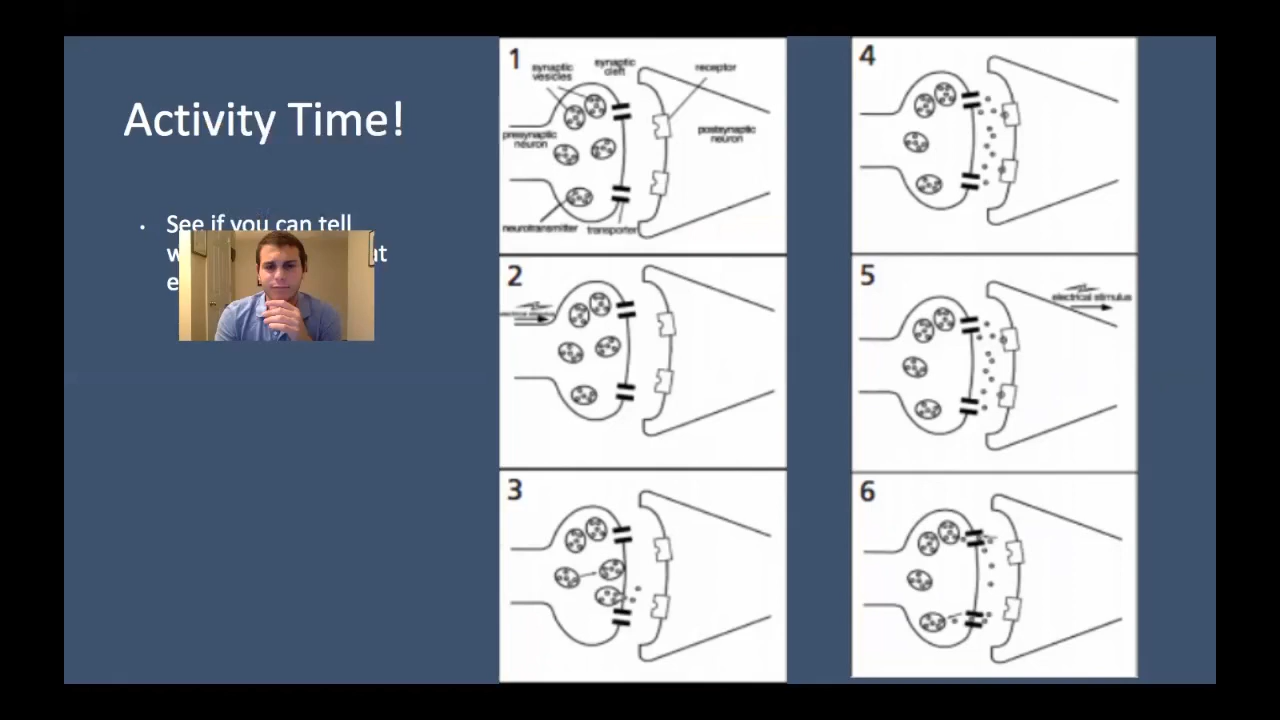 Activity Time!
• See if you can tell
at
1
synaptic
vesicles
synaptic
cleft
receptor
presynaptic
neuron
postsynaptic
neuron
neurotransmitter
transporter
2
3
4
5
electrical stimulus
6